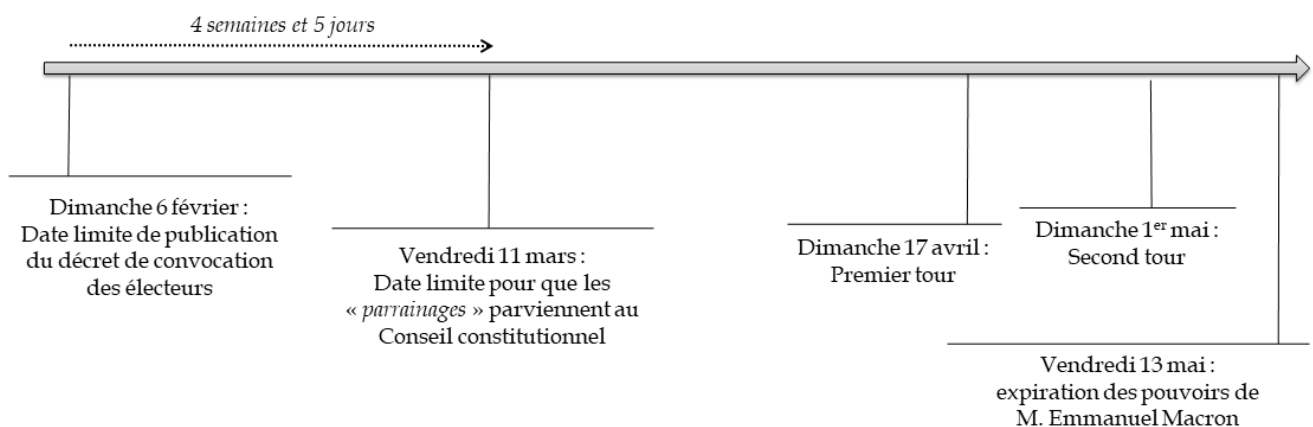 4 semaines et 5 jours
Dimanche 6 février :
Date limite de publication
du décret de convocation
des électeurs
Vendredi 11 mars :
Date limite pour que les
« parrainages » parviennent au
Conseil constitutionnel
Dimanche 17 avril :
Premier tour
Dimanche 1er mai :
Second tour
Vendredi 13 mai :
expiration des pouvoirs de
M. Emmanuel Macron